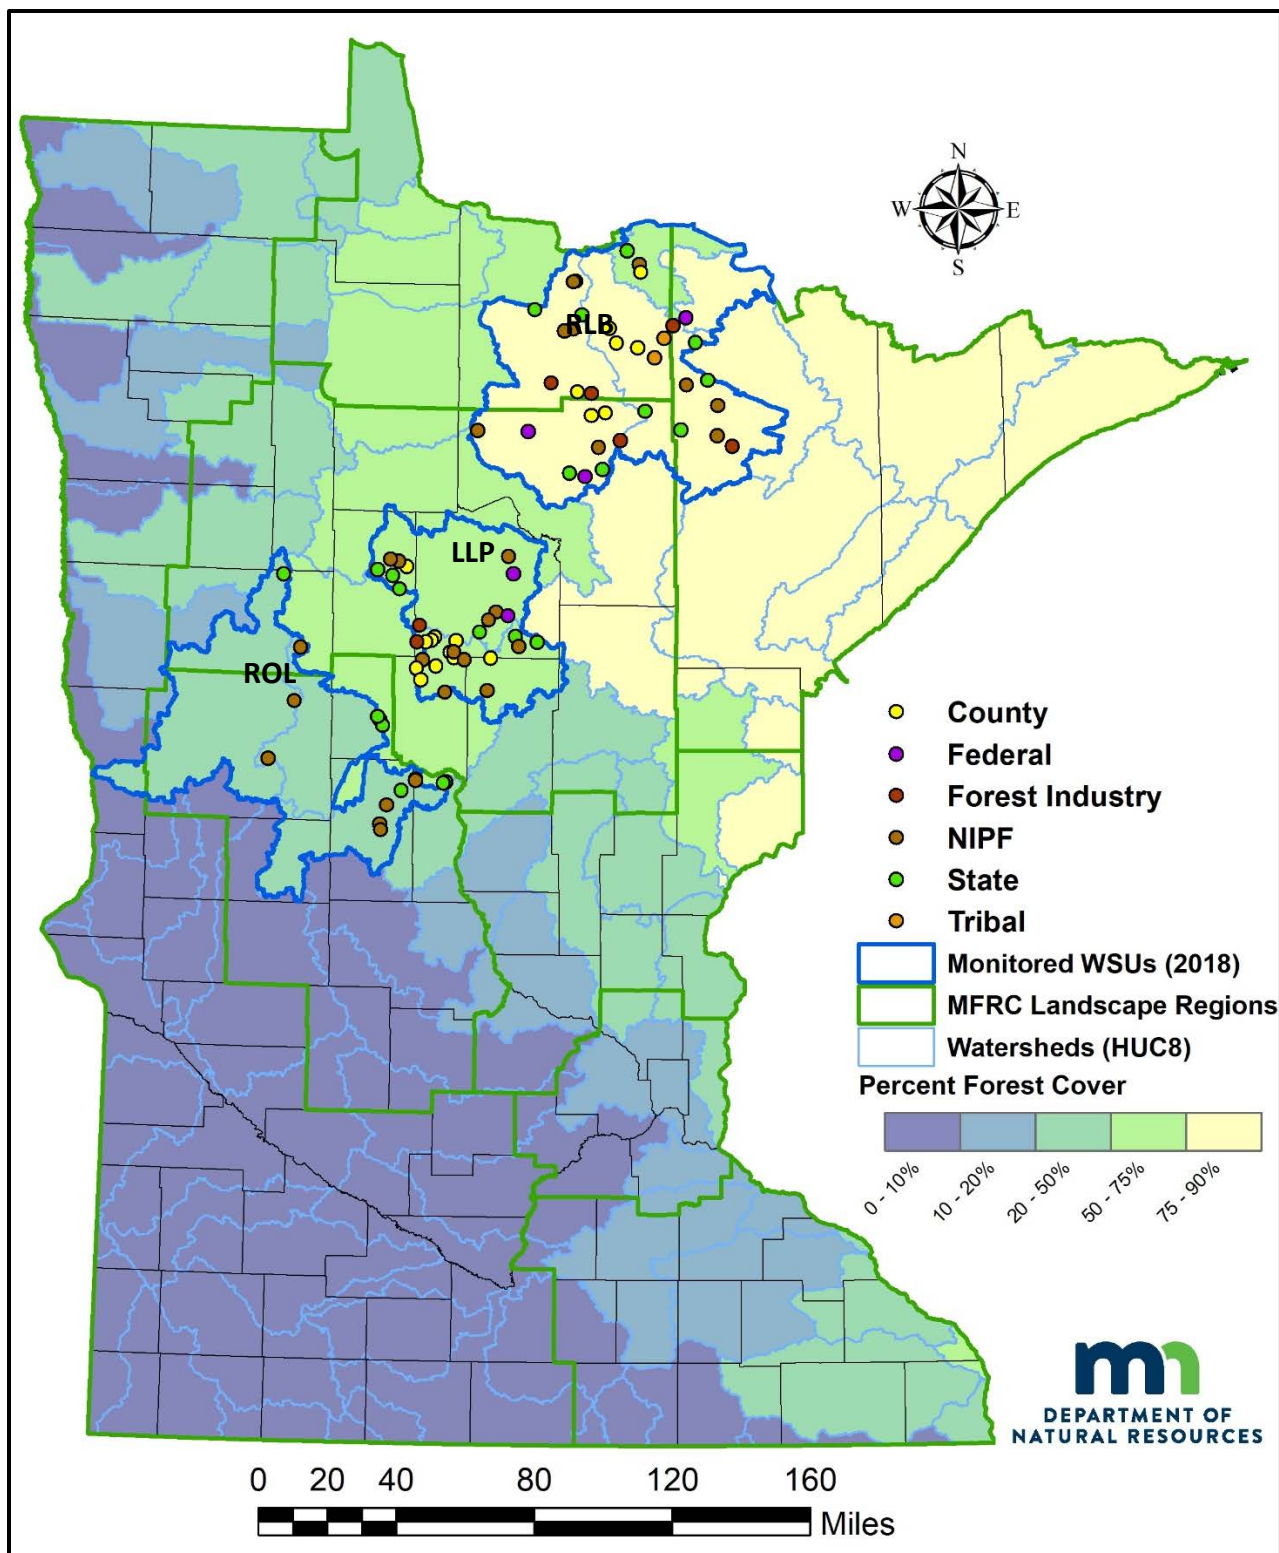 N
W E
S
RLB
LLP
ROL
County
Federal
Forest Industry
NIPF
State
Tribal
Monitored WSUs (2018)
MFRC Landscape Regions
Watersheds (HUC8)
Percent Forest Cover
0 - 10%
10 - 20%
20 - 50%
50 - 75%
75 - 90%
mn
DEPARTMENT OF
NATURAL RESOURCES
0 20 40 80 120 160
Miles